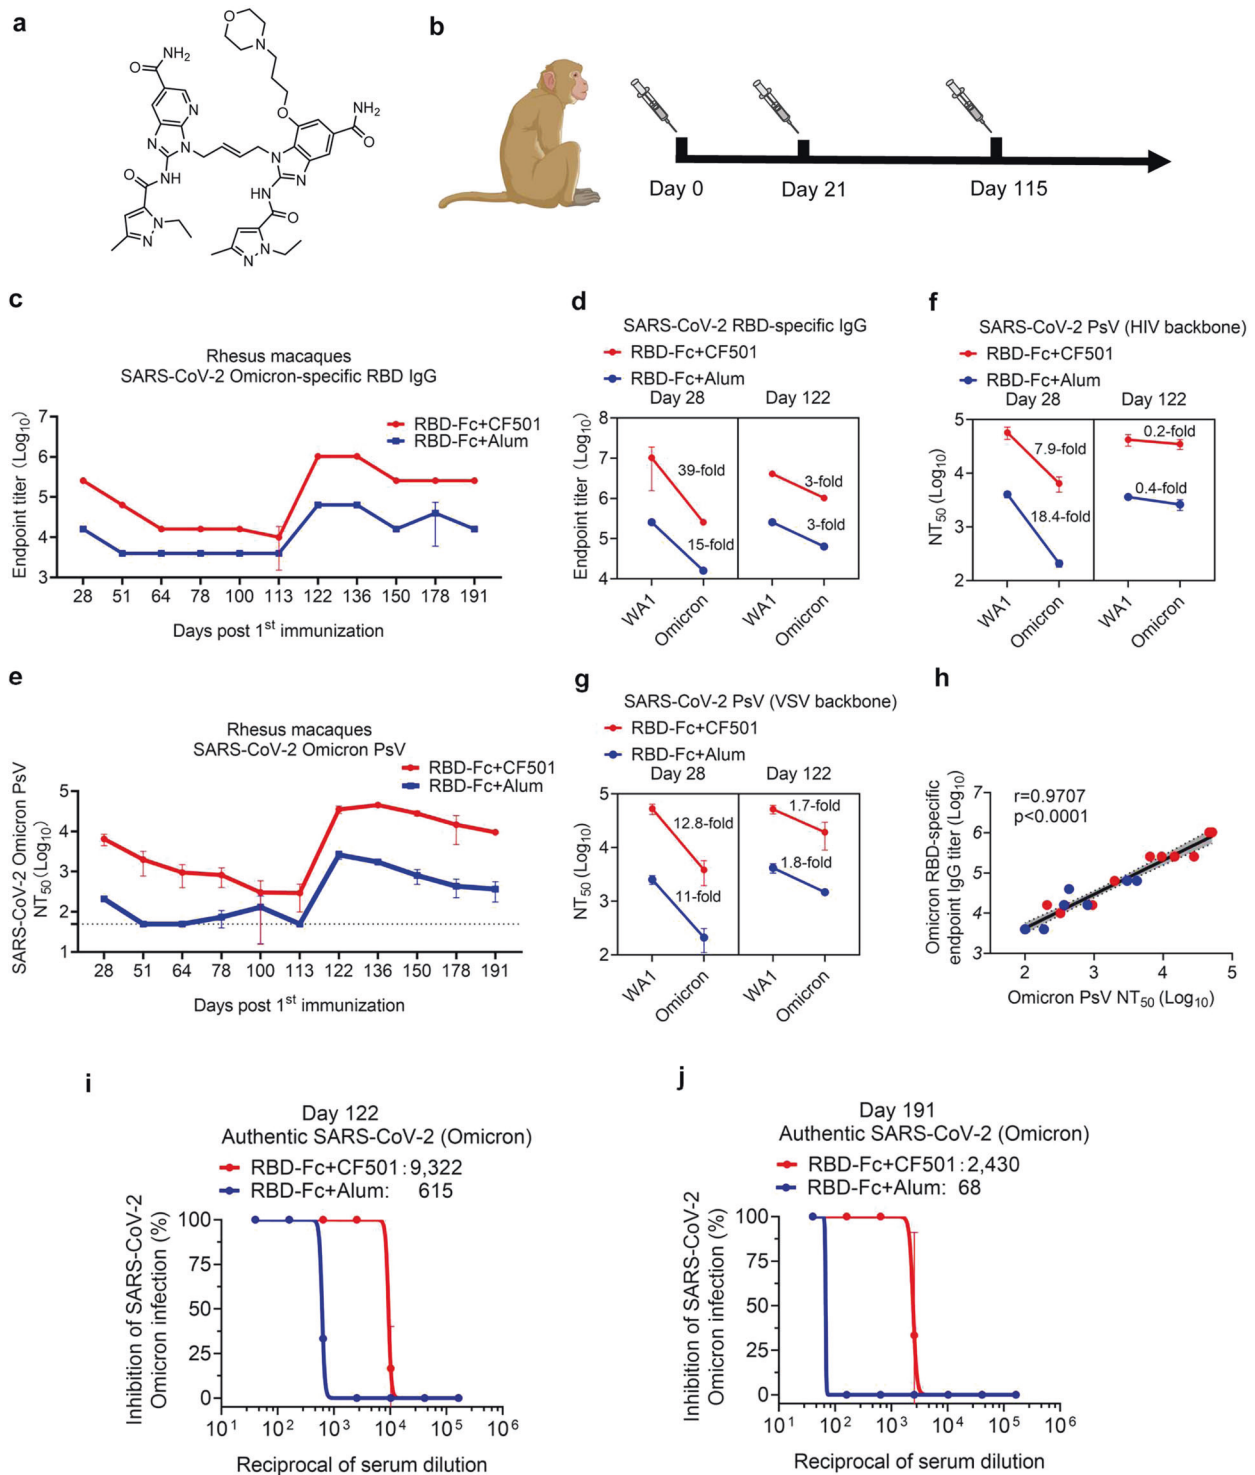 a
O
N
NH2
O
N
N
N
O
NH2
O
N
N
N
NH
O
HN
O
N
N
N
N
b
Day 0
Day 21
Day 115
c
Rhesus macaques
SARS-CoV-2 Omicron-specific RBD IgG
RBD-Fc+CF501
RBD-Fc+Alum
Endpoint titer (Log10)
7
6
5
4
3
28 51 64 78 100 113 122 136 150 178 191
Days post 1st immunization
d
SARS-CoV-2 RBD-specific IgG
RBD-Fc+CF501
RBD-Fc+Alum
Day 28 Day 122
Endpoint titer (Log10)
8
7
6
5
4
39-fold
15-fold
3-fold
3-fold
WA1 Omicron WA1 Omicron
f
SARS-CoV-2 PsV (HIV backbone)
RBD-Fc+CF501
RBD-Fc+Alum
Day 28 Day 122
NT50 (Log10)
5
4
3
2
7.9-fold
18.4-fold
0.2-fold
0.4-fold
WA1 Omicron WA1 Omicron
e
Rhesus macaques
SARS-CoV-2 Omicron PsV
RBD-Fc+CF501
RBD-Fc+Alum
SARS-CoV-2 Omicron PsV
NT50 (Log10)
5
4
3
2
1
28 51 64 78 100 113 122 136 150 178 191
Days post 1st immunization
g
SARS-CoV-2 PsV (VSV backbone)
RBD-Fc+CF501
RBD-Fc+Alum
Day 28 Day 122
NT50 (Log10)
5
4
3
2
12.8-fold
11-fold
1.7-fold
1.8-fold
WA1 Omicron WA1 Omicron
h
Omicron RBD-specific
endpoint IgG titer (Log10)
r=0.9707
p<0.0001
7
6
5
4
3
2 3 4 5
Omicron PsV NT50 (Log10)
i
Day 122
Authentic SARS-CoV-2 (Omicron)
RBD-Fc+CF501: 9,322
RBD-Fc+Alum: 615
Inhibition of SARS-CoV-2
Omicron infection (%)
100
75
50
25
0
10^1 10^2 10^3 10^4 10^5 10^6
Reciprocal of serum dilution
j
Day 191
Authentic SARS-CoV-2 (Omicron)
RBD-Fc+CF501: 2,430
RBD-Fc+Alum: 68
Inhibition of SARS-CoV-2
Omicron infection (%)
100
75
50
25
0
10^1 10^2 10^3 10^4 10^5 10^6
Reciprocal of serum dilution